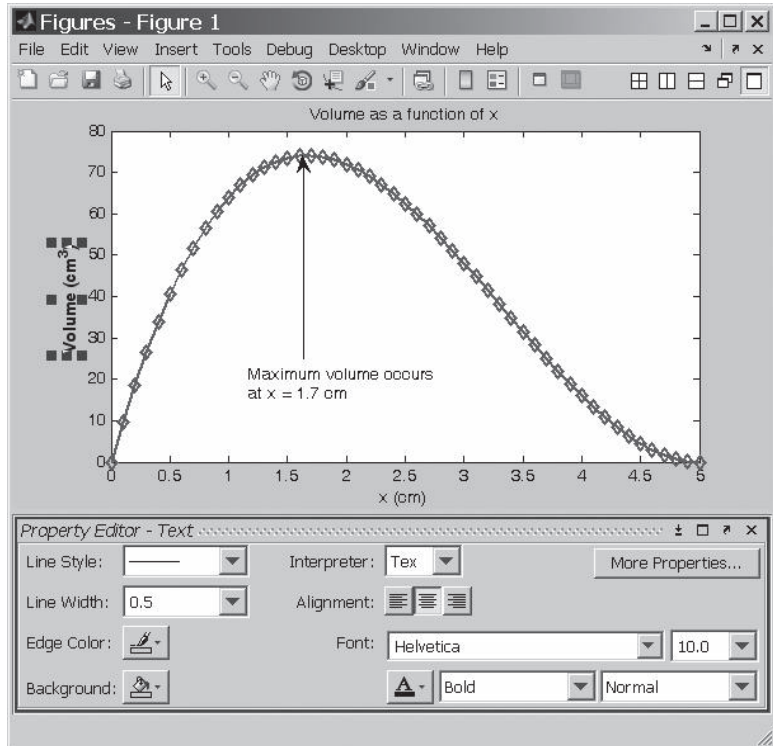 Figures - Figure 1
File Edit View Insert Tools Debug Desktop Window Help
Volume as a function of x
80
70
60
50
40
30
20
10
0
Volume (cm³)
Maximum volume occurs
at x = 1.7 cm
0 0.5 1 1.5 2 2.5 3 3.5 4 4.5 5
x (cm)
Property Editor - Text
Line Style: Interpreter: Tex More Properties...
Line Width: 0.5 Alignment:
Edge Color: Font: Helvetica 10.0
Background: A Bold Normal